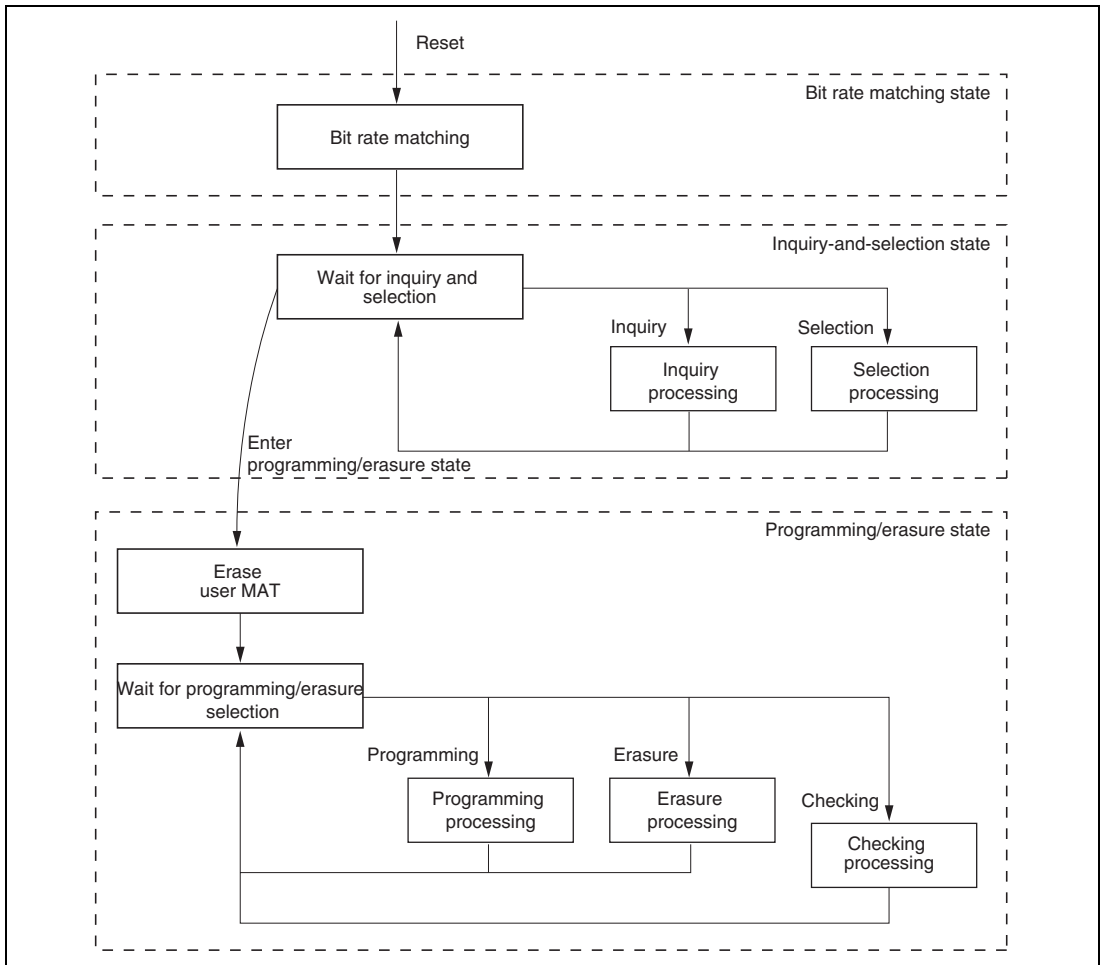 Reset
Bit rate matching state
Bit rate matching
Inquiry-and-selection state
Wait for inquiry and
selection
Inquiry
Selection
Inquiry
processing
Selection
processing
Enter
programming/erasure state
Programming/erasure state
Erase
user MAT
Wait for programming/erasure
selection
Programming
Erasure
Checking
Programming
processing
Erasure
processing
Checking
processing